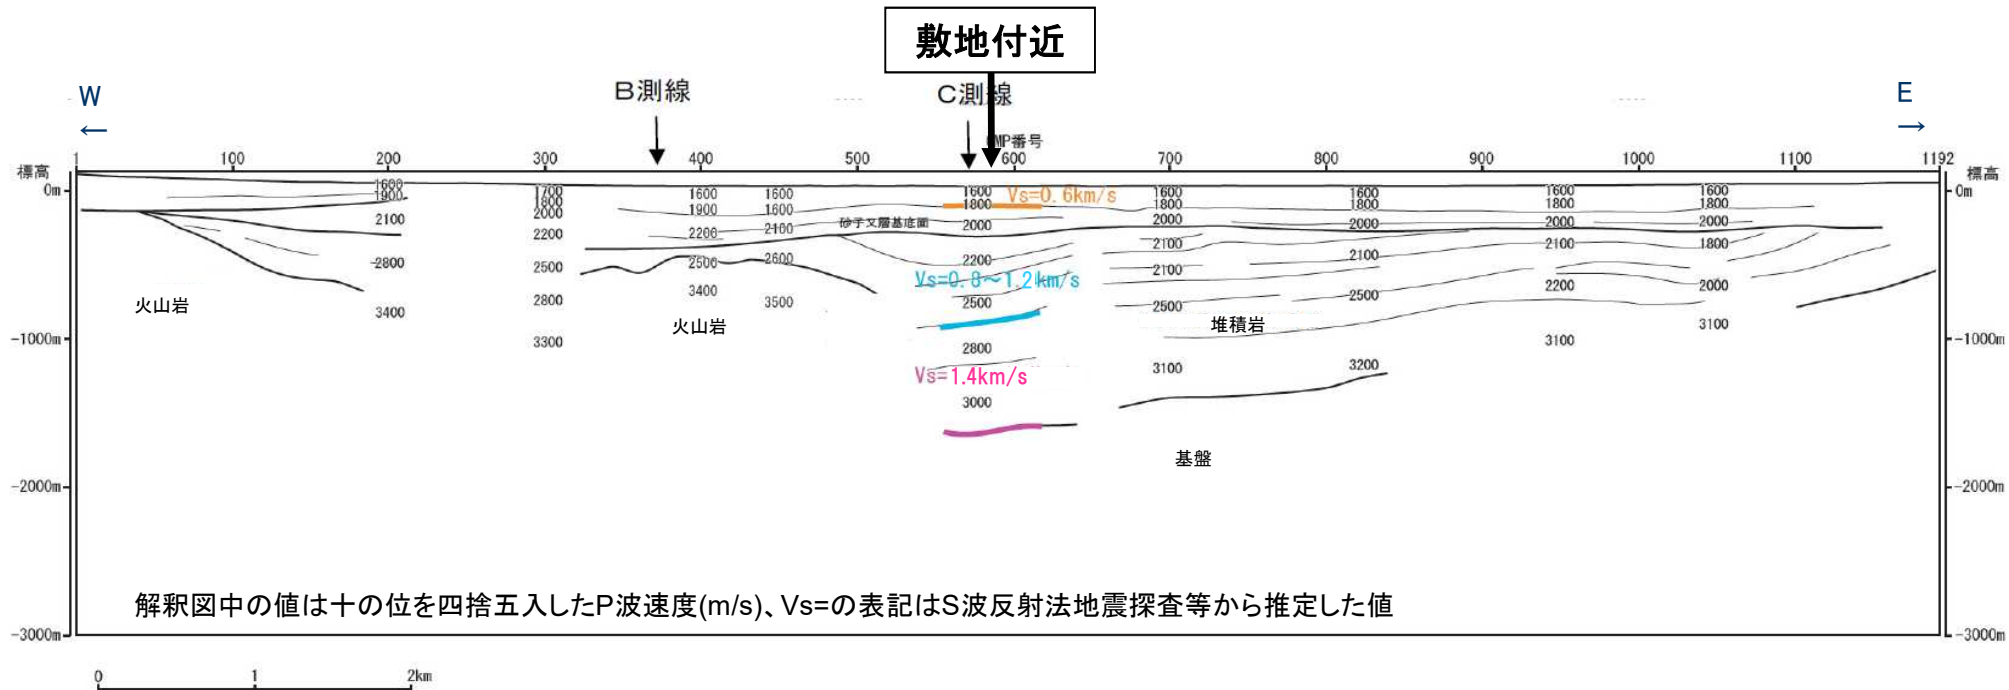 敷地付近
W
←
B測線
C測線
E
→
MP番号
1 100 200 300 400 500 600 700 800 900 1000 1100 1192
標高 標高
0m 0m
-1000m -1000m
-2000m -2000m
-3000m -3000m
1600
1900
2100
2800
3400
1700
1800
2000
2200
2500
2800
3300
1600
1900
2200
2500
3400
1600
1600
2100
2600
3500
砂子又層基底面
1600
1800
2000
2200
2500
2800
3000
Vs=0.6km/s
Vs=0.8～1.2km/s
Vs=1.4km/s
1600
1800
2000
2100
2100
2500
3100
1600
1800
2000
2100
2500
3200
1600
1800
2000
2100
2200
3100
1600
1800
2000
1800
2000
3100
火山岩
火山岩
堆積岩
基盤
解釈図中の値は十の位を四捨五入したP波速度(m/s)、Vs=の表記はS波反射法地震探査等から推定した値
0 1 2km